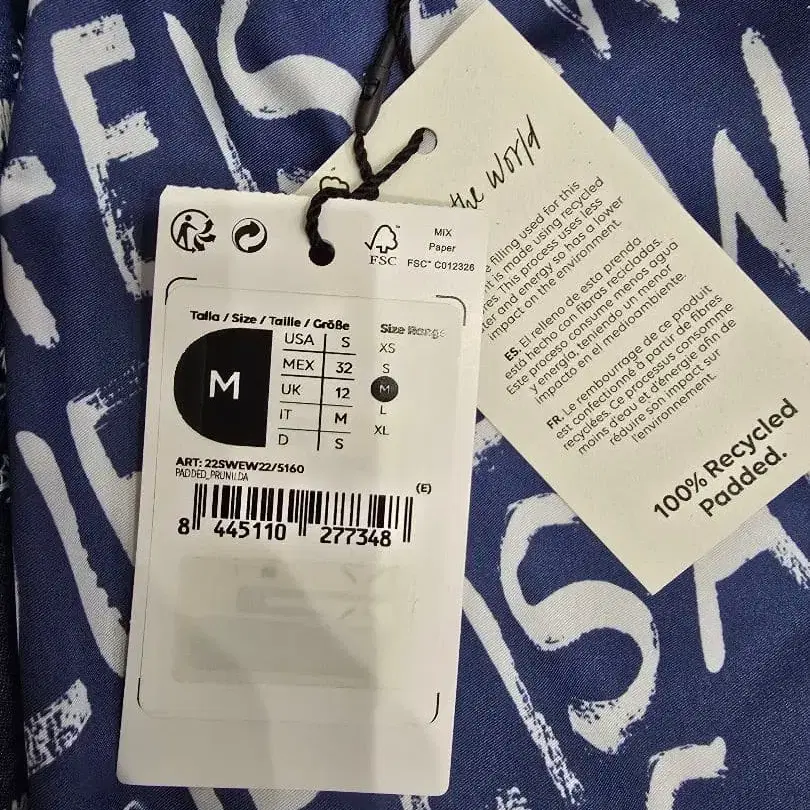 MIX
Paper
FSC
FSC® C012326
Talla / Size / Taille / Größe
Size Range
M
USA S
MEX 32
UK 12
IT M
D S
XS
S
M
L
XL
ART: 22SWEW22/5160
PADDED_PRUNILDA
(E)
8 445110 277348
the World
filling used for this
is made using recycled
This process uses less
and energy so has a lower
impact on the environment.
ES. El relleno de esta prenda
está hecho con fibras recicladas.
Este proceso consume menos agua
y energía, teniendo un menor
impacto en el medioambiente.
FR. Le rembourrage de ce produit
est confectionné à partir de fibres
recyclées. Ce processus consomme
moins d'eau et d'énergie afin de
réduire son impact sur
l'environnement.
100% Recycled
Padded.